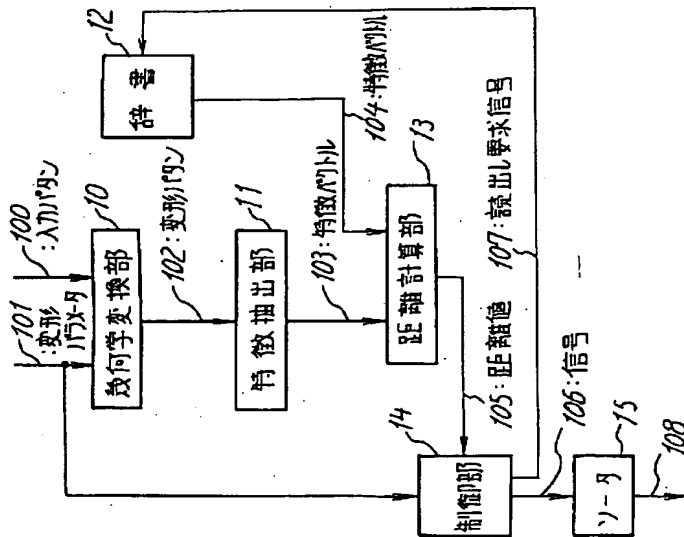 100
:入力パタン
101
:変形
パラメータ
10
幾何学変換部
102:変形パタン
12
辞書
11
特徴抽出部
103:特徴ベクトル
104:特徴ベクトル
13
距離計算部
105:距離値
107:読出し要求信号
14
制御部
106:信号
15
ソータ
108